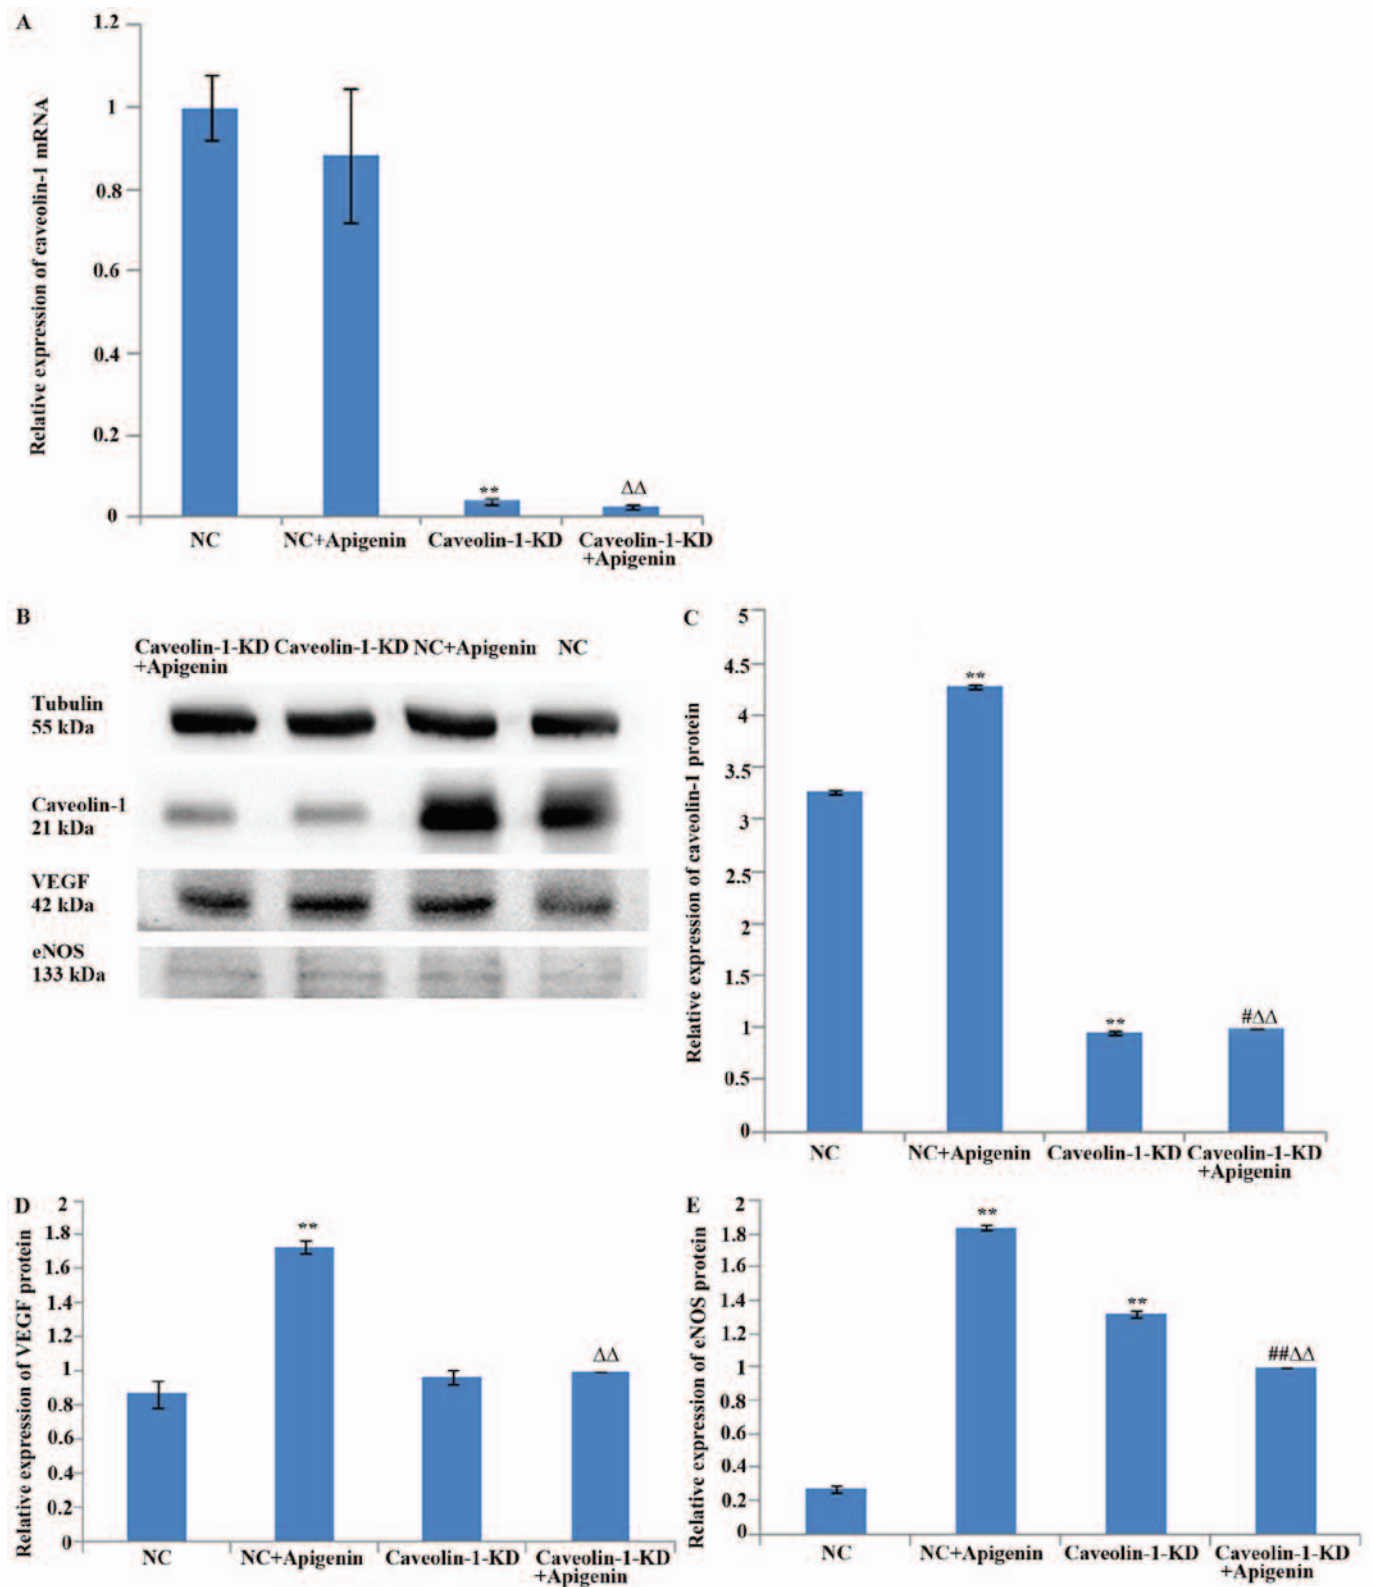 A
Relative expression of caveolin-1 mRNA
1.2
1
0.8
0.6
0.4
0.2
0
**
ΔΔ
NC
NC+Apigenin
Caveolin-1-KD
Caveolin-1-KD
+Apigenin
B
Caveolin-1-KD
+Apigenin
Caveolin-1-KD
NC+Apigenin
NC
Tubulin
55 kDa
Caveolin-1
21 kDa
VEGF
42 kDa
eNOS
133 kDa
C
Relative expression of caveolin-1 protein
5
4.5
4
3.5
3
2.5
2
1.5
1
0.5
0
**
**
#ΔΔ
NC
NC+Apigenin
Caveolin-1-KD
Caveolin-1-KD
+Apigenin
D
Relative expression of VEGF protein
2
1.8
1.6
1.4
1.2
1
0.8
0.6
0.4
0.2
0
**
ΔΔ
NC
NC+Apigenin
Caveolin-1-KD
Caveolin-1-KD
+Apigenin
E
Relative expression of eNOS protein
2
1.8
1.6
1.4
1.2
1
0.8
0.6
0.4
0.2
0
**
**
##ΔΔ
NC
NC+Apigenin
Caveolin-1-KD
Caveolin-1-KD
+Apigenin